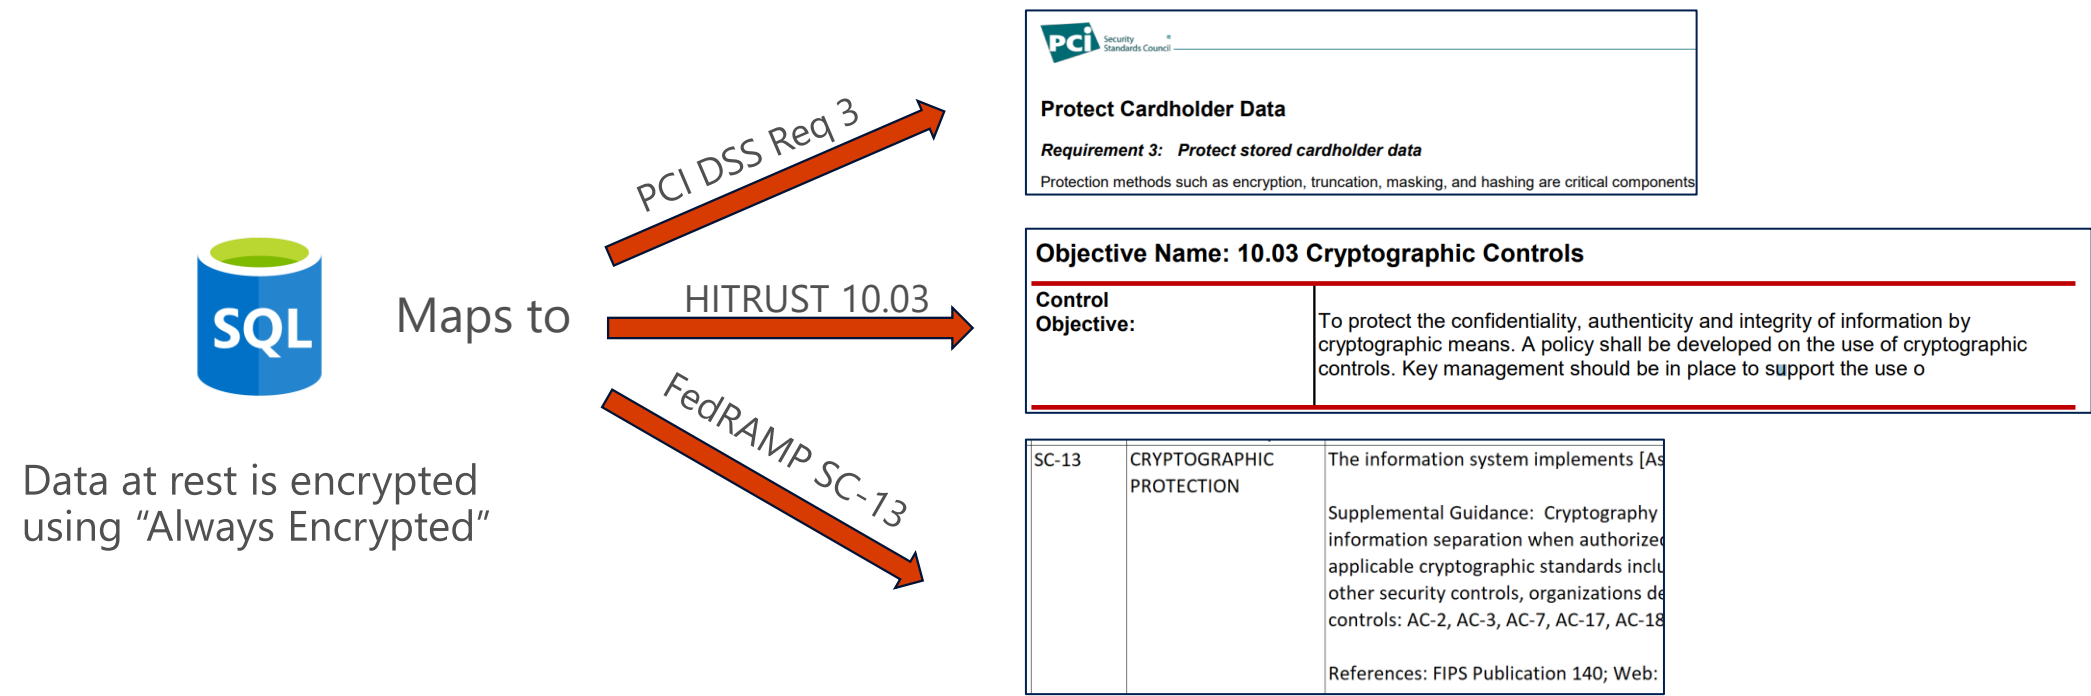 SQL
Data at rest is encrypted
using “Always Encrypted”
Maps to
PCI DSS Req 3
HITRUST 10.03
FedRAMP SC-13
PCI Security
Standards Council
Protect Cardholder Data
Requirement 3: Protect stored cardholder data
Protection methods such as encryption, truncation, masking, and hashing are critical components
Objective Name: 10.03 Cryptographic Controls
Control
Objective:
To protect the confidentiality, authenticity and integrity of information by
cryptographic means. A policy shall be developed on the use of cryptographic
controls. Key management should be in place to support the use o
SC-13
CRYPTOGRAPHIC
PROTECTION
The information system implements [As
Supplemental Guidance: Cryptography
information separation when authorized
applicable cryptographic standards inclu
other security controls, organizations de
controls: AC-2, AC-3, AC-7, AC-17, AC-18
References: FIPS Publication 140; Web: